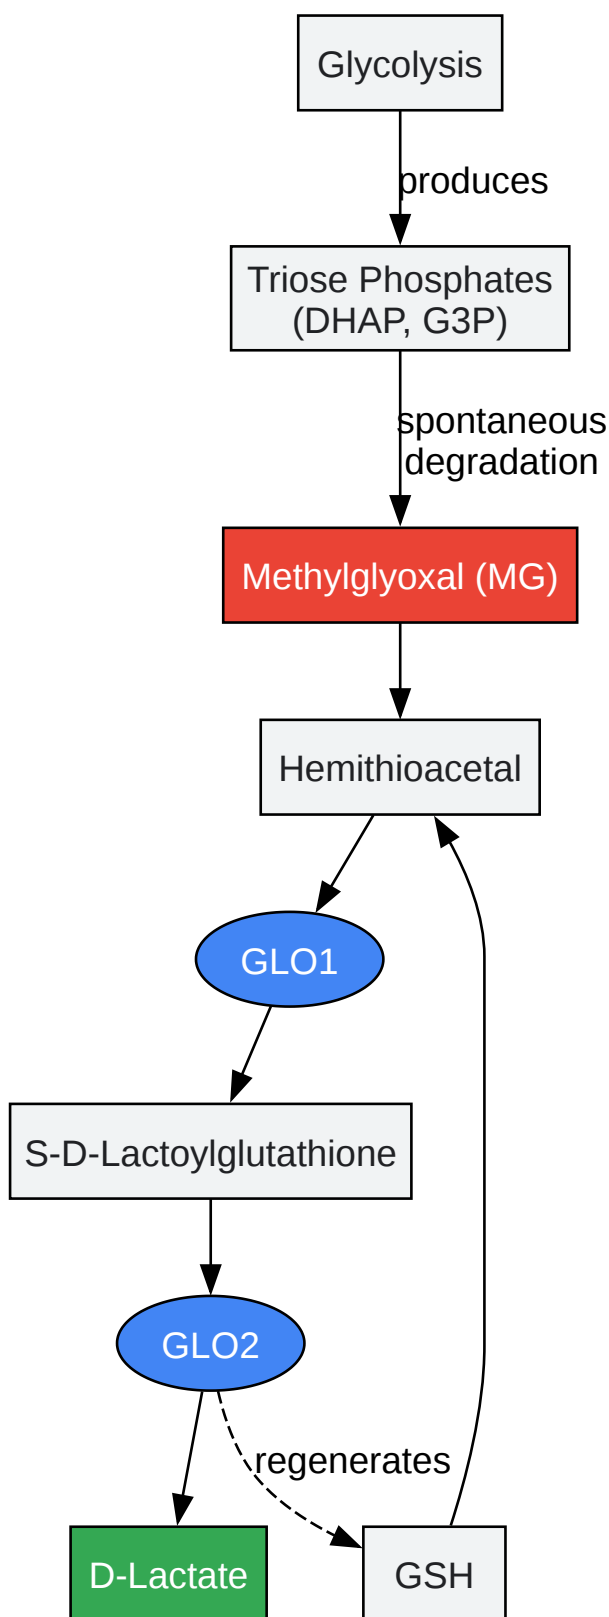 Glycolysis
produces
Triose Phosphates
(DHAP, G3P)
spontaneous
degradation
Methylglyoxal (MG)
Hemithioacetal
GLO1
S-D-Lactoylglutathione
GLO2
regenerates
D-Lactate
GSH